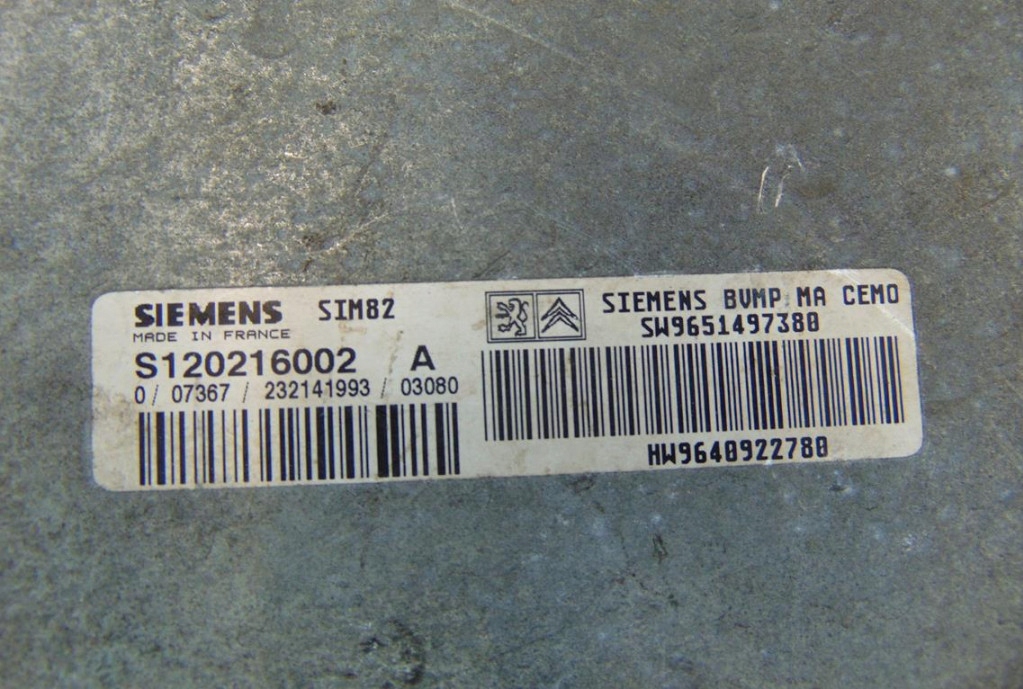 SIEMENS SIM82
MADE IN FRANCE
S120216002 A
0/ 07367 / 232141993 / 03080
SIEMENS BVMP MA CEMO
SW9651497380
HW9640922780